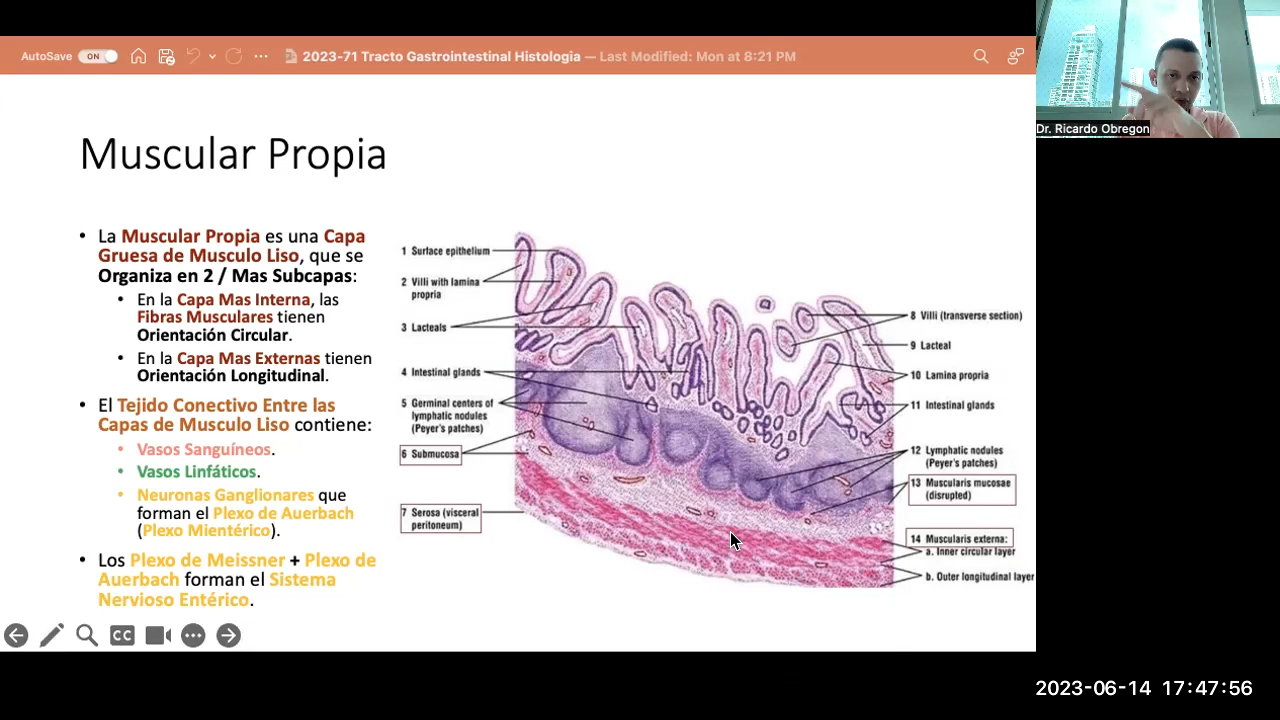 AutoSave ON
2023-71 Tracto Gastrointestinal Histologia — Last Modified: Mon at 8:21 PM
Dr. Ricardo Obregon
Muscular Propia
• La Muscular Propia es una Capa
Gruesa de Musculo Liso, que se
Organiza en 2 / Mas Subcapas:
• En la Capa Mas Interna, las
Fibras Musculares tienen
Orientación Circular.
• En la Capa Mas Externas tienen
Orientación Longitudinal.
• El Tejido Conectivo Entre las
Capas de Musculo Liso contiene:
• Vasos Sanguíneos.
• Vasos Linfáticos.
• Neuronas Ganglionares que
forman el Plexo de Auerbach
(Plexo Mientérico).
• Los Plexo de Meissner + Plexo de
Auerbach forman el Sistema
Nervioso Entérico.
1 Surface epithelium
2 Villi with lamina
propria
3 Lacteals
4 Intestinal glands
5 Germinal centers of
lymphatic nodules
(Peyer's patches)
6 Submucosa
7 Serosa (visceral
peritoneum)
8 Villi (transverse section)
9 Lacteal
10 Lamina propria
11 Intestinal glands
12 Lymphatic nodules
(Peyer's patches)
13 Muscularis mucosae
(disrupted)
14 Muscularis externa:
a. Inner circular layer
b. Outer longitudinal layer
CC
2023-06-14 17:47:56